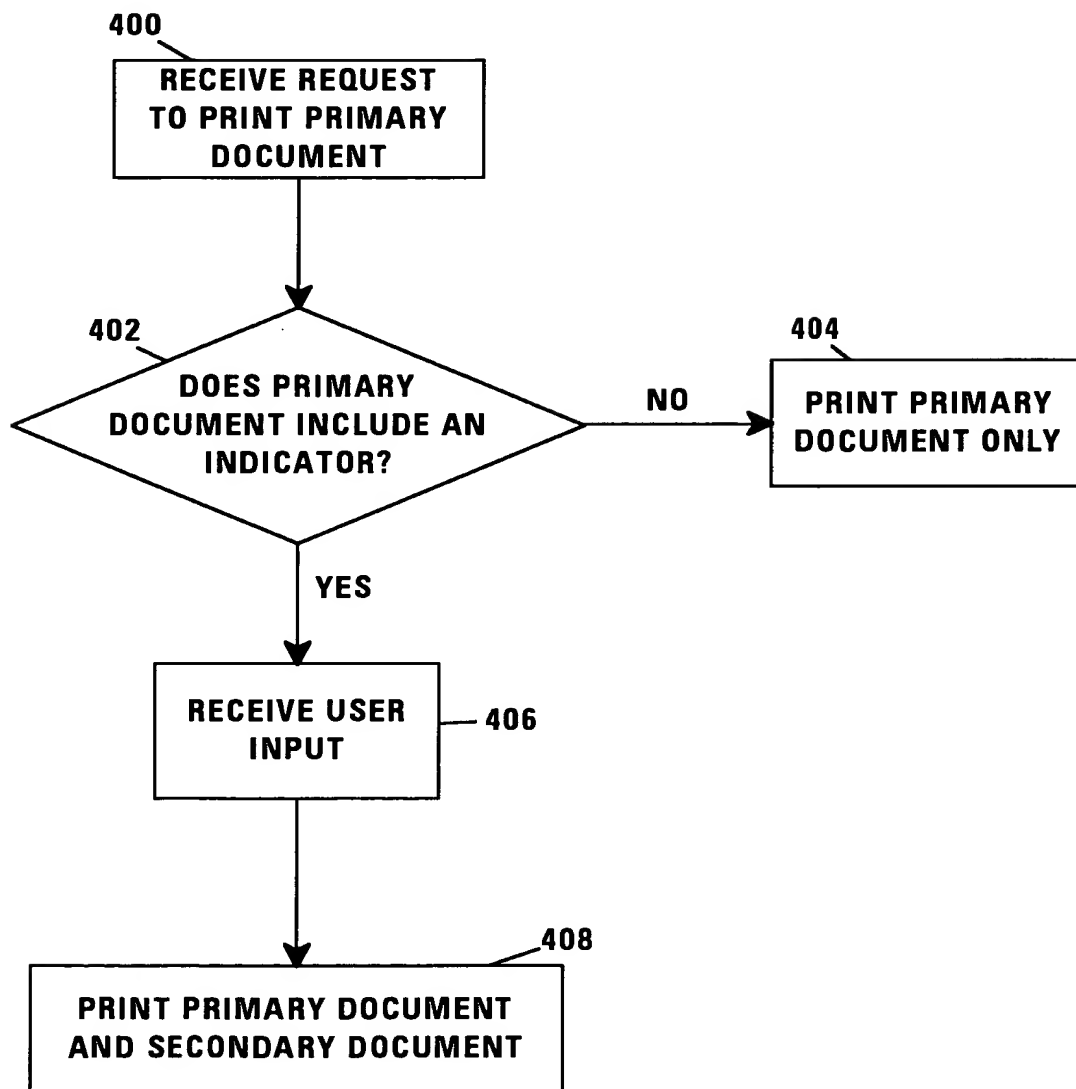 400
RECEIVE REQUEST
TO PRINT PRIMARY
DOCUMENT
402
DOES PRIMARY
DOCUMENT INCLUDE AN
INDICATOR?
NO
404
PRINT PRIMARY
DOCUMENT ONLY
YES
RECEIVE USER
INPUT
406
408
PRINT PRIMARY DOCUMENT
AND SECONDARY DOCUMENT